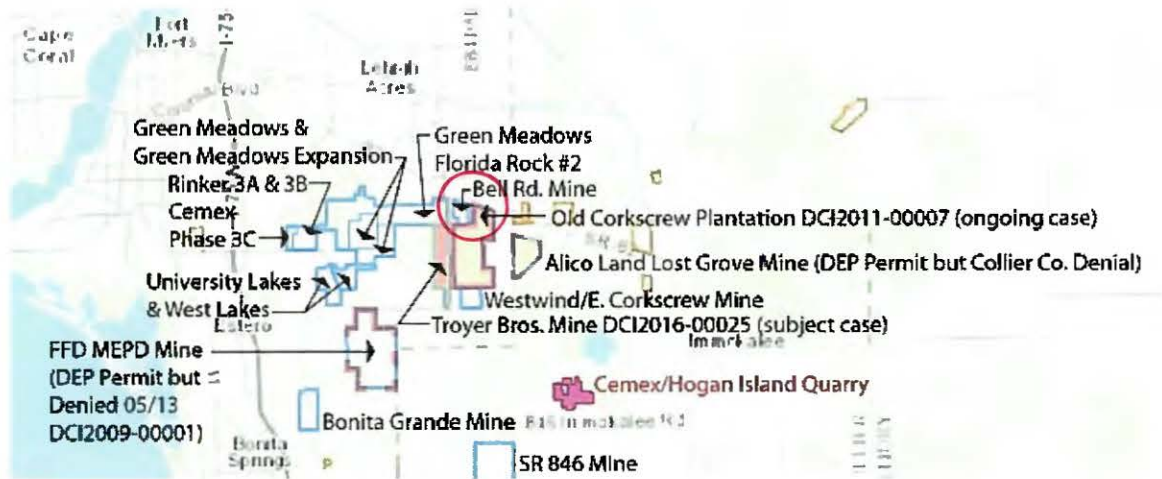 Cape
Coral
Fort
Myers
I-75
Lehigh
Acres
Blvd
Green Meadows &
Green Meadows Expansion
Rinker 3A & 3B
Cemex
Phase 3C
University Lakes
& West Lakes
Estero
FFD MEPD Mine
(DEP Permit but
Denied 05/13
DCI2009-00001)
Bonita
Springs
Green Meadows
Florida Rock #2
Bell Rd. Mine
Old Corkscrew Plantation DCI2011-00007 (ongoing case)
Alico Land Lost Grove Mine (DEP Permit but Collier Co. Denial)
Westwind/E. Corkscrew Mine
Troyer Bros. Mine DCI2016-00025 (subject case)
Immokalee
Cemex/Hogan Island Quarry
Bonita Grande Mine
846 Immokalee Rd
SR 846 Mine